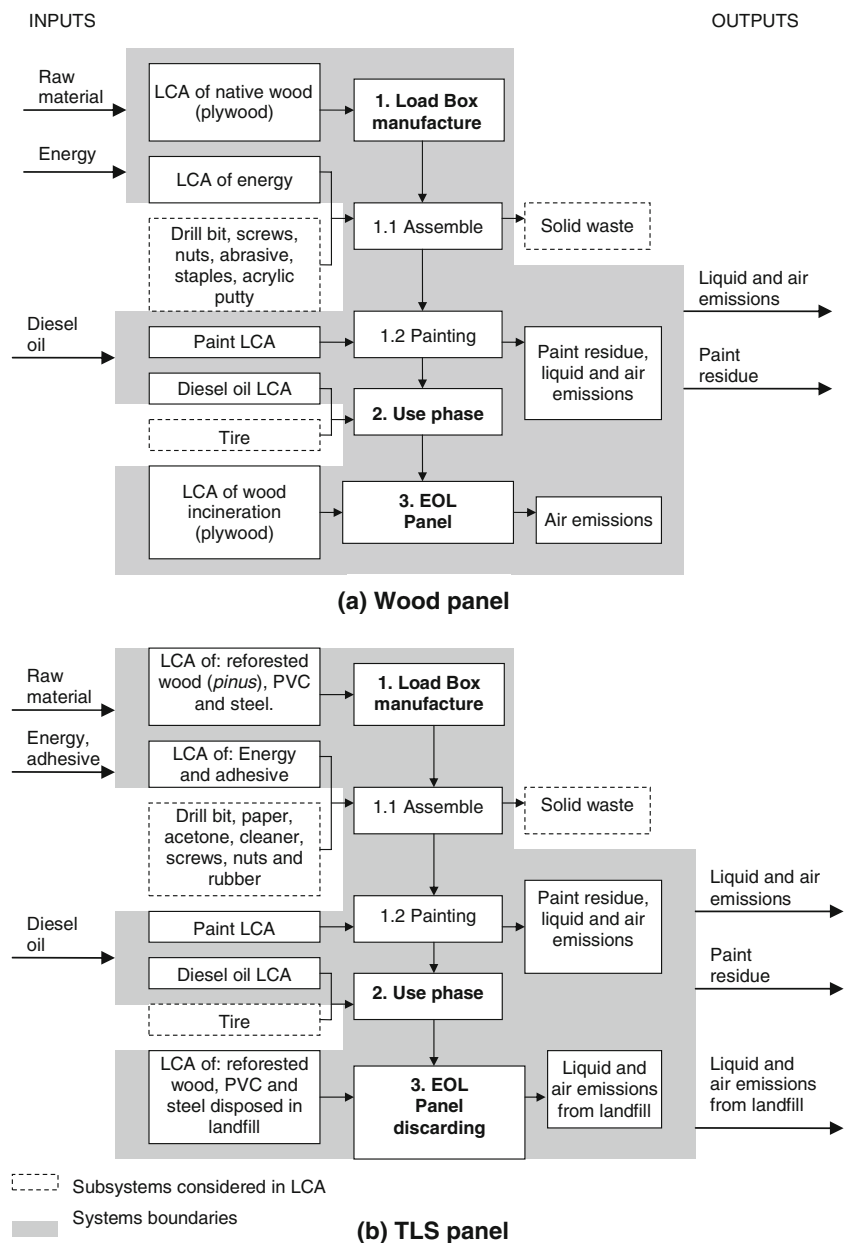 INPUTS
OUTPUTS
Raw
material
LCA of native wood
(plywood)
1. Load Box
manufacture
Energy
LCA of energy
Drill bit, screws,
nuts, abrasive,
staples, acrylic
putty
1.1 Assemble
Solid waste
Liquid and air
emissions
Diesel
oil
Paint LCA
1.2 Painting
Paint residue,
liquid and air
emissions
Paint
residue
Diesel oil LCA
2. Use phase
Tire
LCA of wood
incineration
(plywood)
3. EOL
Panel
Air emissions
(a) Wood panel
Raw
material
LCA of: reforested
wood (pinus), PVC
and steel.
1. Load Box
manufacture
Energy,
adhesive
LCA of: Energy
and adhesive
Drill bit, paper,
acetone, cleaner,
screws, nuts and
rubber
1.1 Assemble
Solid waste
Liquid and air
emissions
Diesel
oil
Paint LCA
1.2 Painting
Paint residue,
liquid and air
emissions
Paint
residue
Diesel oil LCA
2. Use phase
Tire
LCA of: reforested
wood, PVC and
steel disposed in
landfill
3. EOL
Panel
discarding
Liquid and
air emissions
from landfill
Liquid and
air emissions
from landfill
Subsystems considered in LCA
Systems boundaries
(b) TLS panel